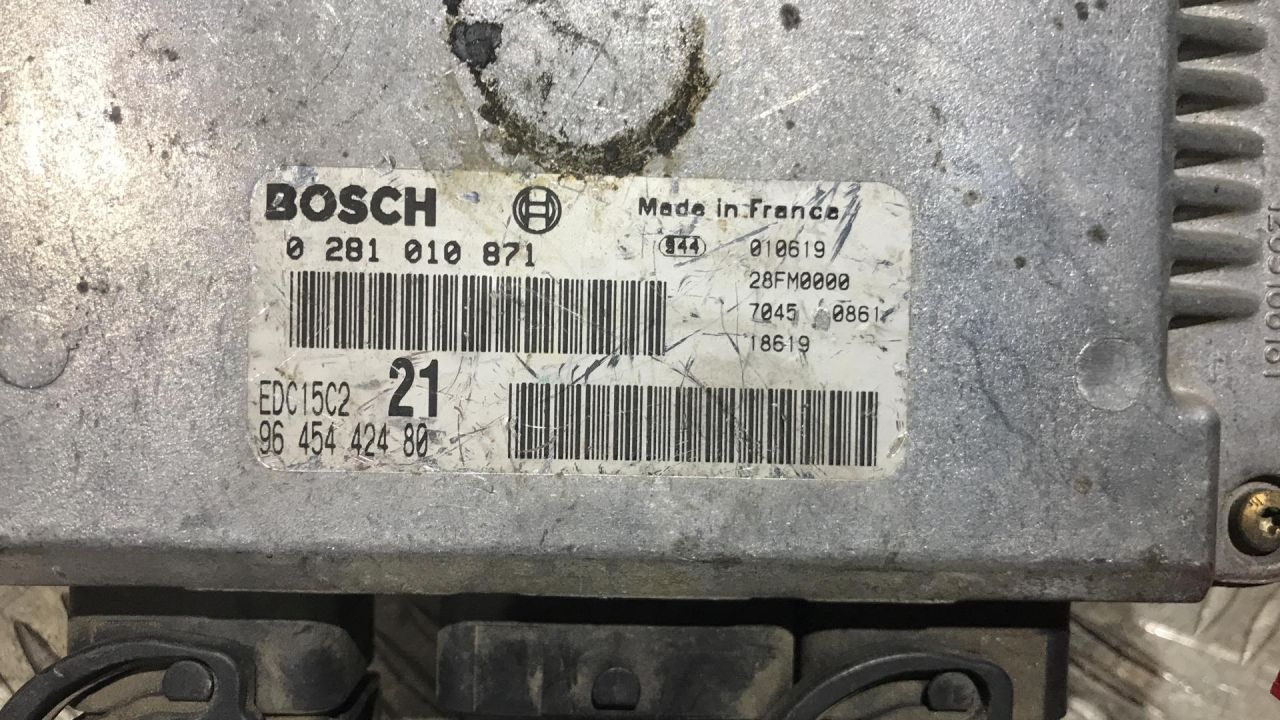 BOSCH
Made in France
0 281 010 871
944
010619
28FM0000
7045 0861
18619
EDC15C2 21
96 454 424 80